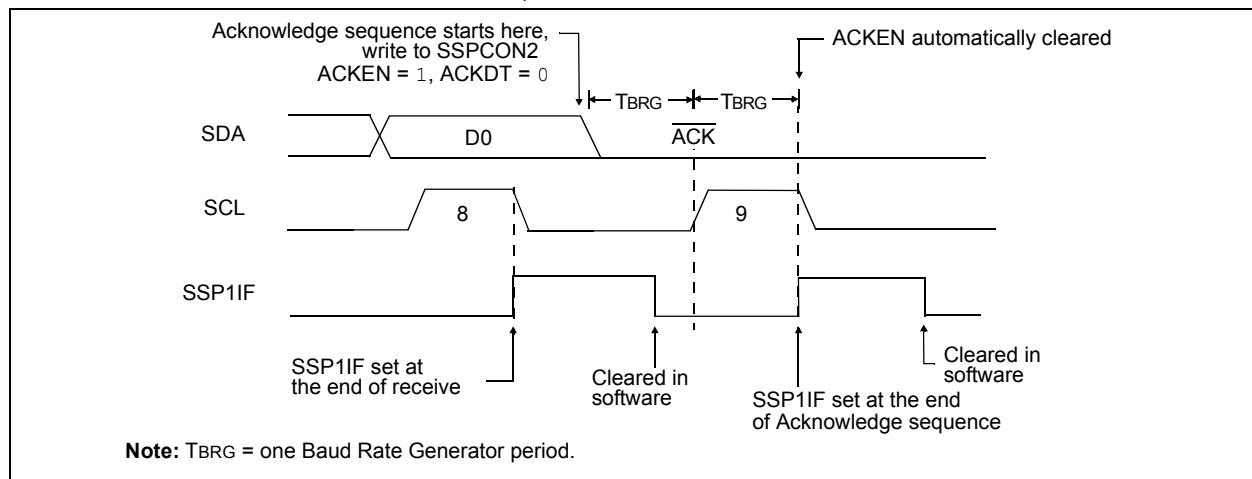 Acknowledge sequence starts here,
write to SSPCON2
ACKEN = 1, ACKDT = 0
ACKEN automatically cleared
TBRG
TBRG
SDA
D0
ACK
SCL
8
9
SSP1IF
SSP1IF set at
the end of receive
Cleared in
software
SSP1IF set at the end
of Acknowledge sequence
Cleared in
software
Note: TBRG = one Baud Rate Generator period.